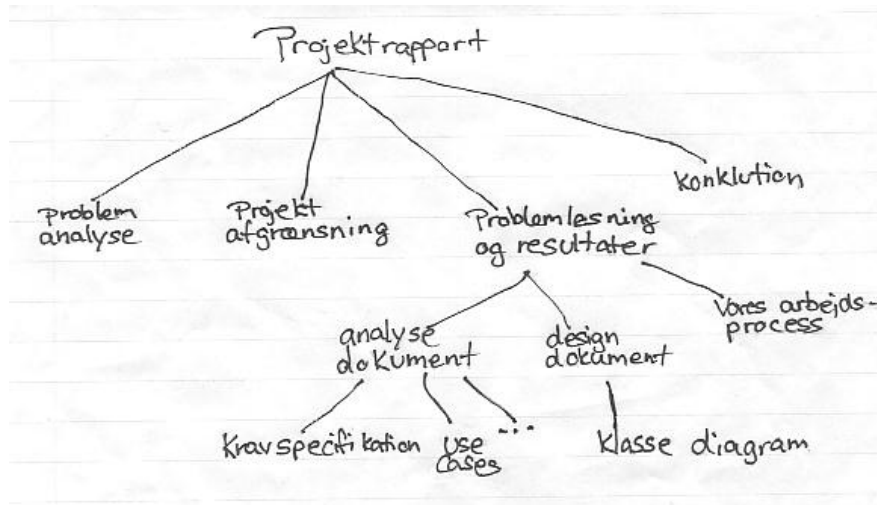 Projektrapport
Konklution
Problem
analyse
Projekt
afgrænsning
Problemløsning
og resultater
Vores arbejds-
process
analyse
dokument
design
dokument
Kravspecifikation
use
cases
...
Klasse diagram